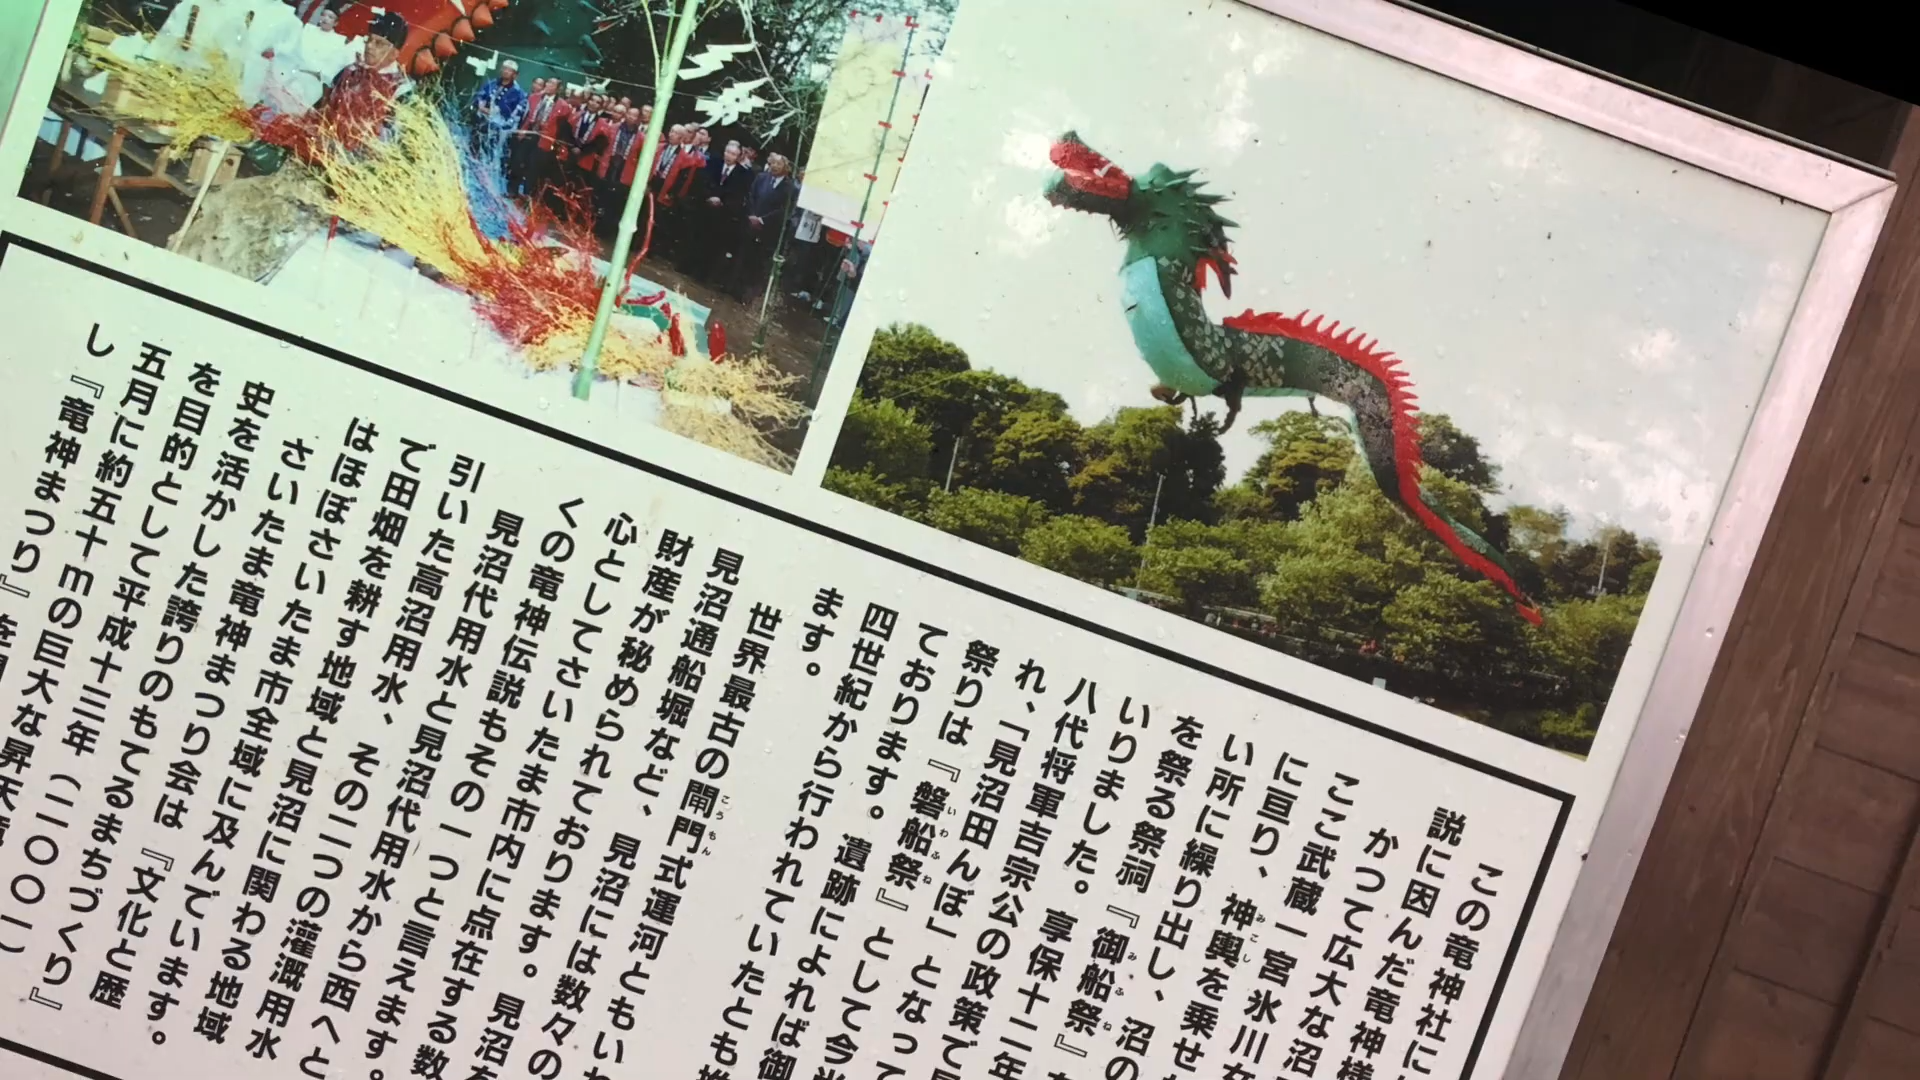 この竜神社に
説に因んだ竜神様
かつて広大な沼
ここ武蔵一宮氷川女
に亘り、神輿を乗せ
い所に繰り出し、沼の
を祭る祭祠『御船祭』
いりました。享保十二年
八代将軍吉宗公の政策で
れ、「見沼田んぼ」となって
祭りは『磐船祭』として今
ております。遺跡によれば御
四世紀から行われていたとも
ます。
世界最古の閘門式運河ともい
見沼通船堀など、見沼には数々の
財産が秘められております。見沼
心としてさいたま市内に点在する数
くの竜神伝説もその一つと言えます。
見沼代用水と見沼代用水から西へと
引いた高沼用水、その二つの灌漑用水
で田畑を耕す地域と見沼に関わる地域
はほぼさいたま市全域に及んでいます。
さいたま竜神まつり会は『文化と歴
史を活かした誇りのもてるまちづくり』
を目的として平成十三年(二〇〇一
五月に約五十mの巨大な昇天
し『竜神まつり』を